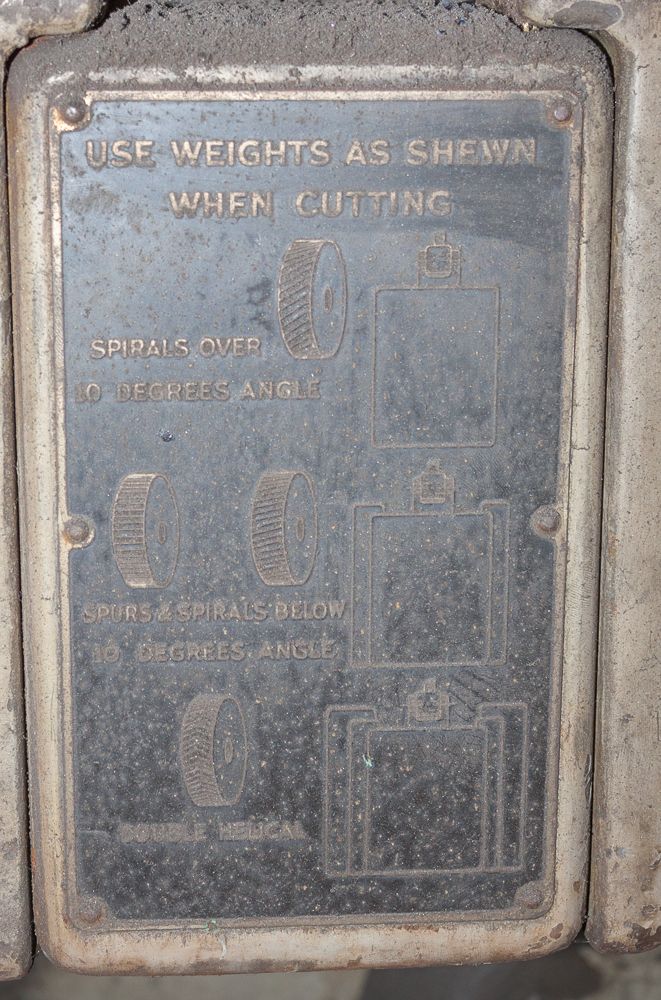 USE WEIGHTS AS SHEWN
WHEN CUTTING
SPIRALS OVER
10 DEGREES ANGLE
SPURS & SPIRALS BELOW
10 DEGREES ANGLE
DOUBLE HELICAL